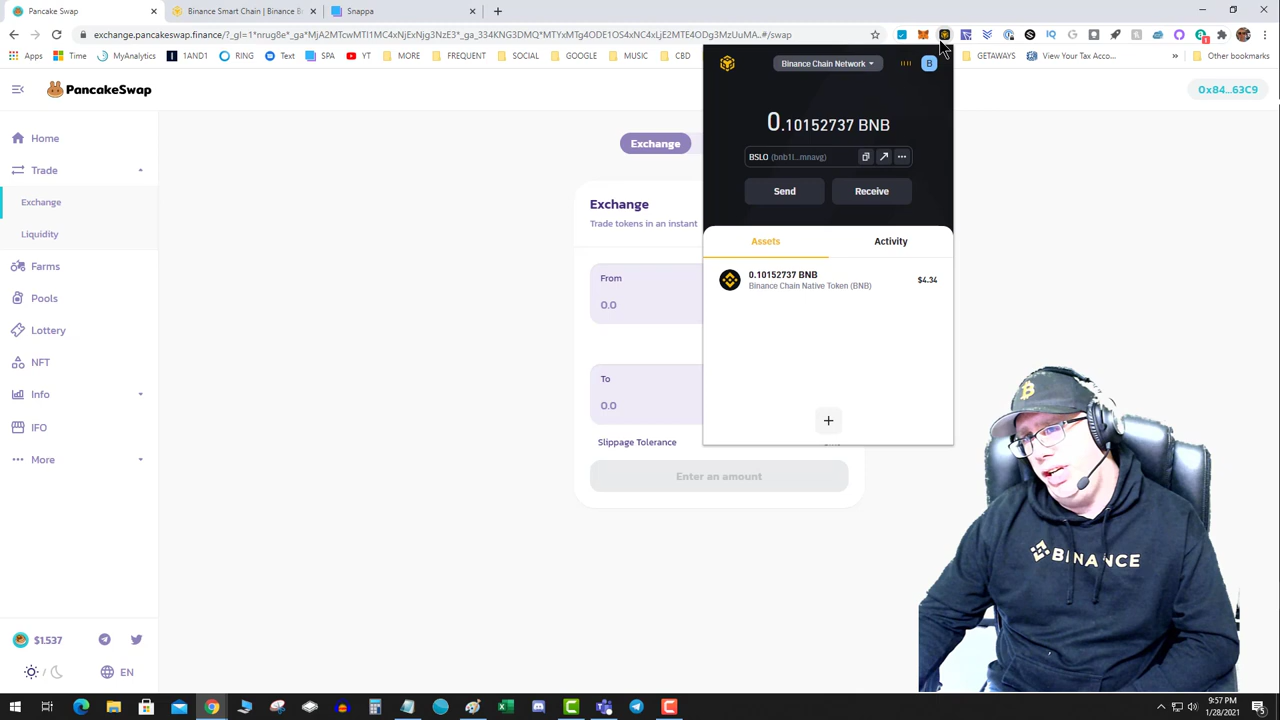 Pancake Swap
Binance Smart Chain | Binance B
Snappa
exchange.pancakeswap.finance/?_gl=1*nrug8e*_ga*MjA2MTcwMTI1MC4xNjExNjg3NzE3*_ga_334KNG3DMQ*MTYxMTg4ODE1OS4xNC4xLjE2MTE4ODg3MzUuMA..#/swap
Apps
MORE
MyAnalytics
1AND1
RING
Text
SPA
YT
MORE
FREQUEN
SOCIAL
GOOGLE
MUSIC
CBD
GETAWAYS
View Your Tax Acco...
Other bookmarks
PancakeSwap
0x84...63C9
Home
Trade
Exchange
Liquidity
Farms
Pools
Lottery
NFT
Info
IFO
More
$1.537
EN
Exchange
Exchange
Trade tokens in an instant
From
0.0
To
0.0
Slippage Tolerance
Enter an amount
Binance Chain Network
B
0.10152737 BNB
BSLO (bnb1l...mnavg)
Send
Receive
Assets
Activity
0.10152737 BNB
Binance Chain Native Token (BNB)
$4.34
BINANCE
9:57 PM
1/28/2021